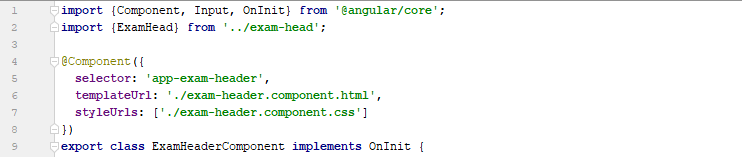 1 import {Component, Input, OnInit} from '@angular/core';
2 import {ExamHead} from '../exam-head';
3
4 @Component({
5   selector: 'app-exam-header',
6   templateUrl: './exam-header.component.html',
7   styleUrls: ['./exam-header.component.css']
8 })
9 export class ExamHeaderComponent implements OnInit {